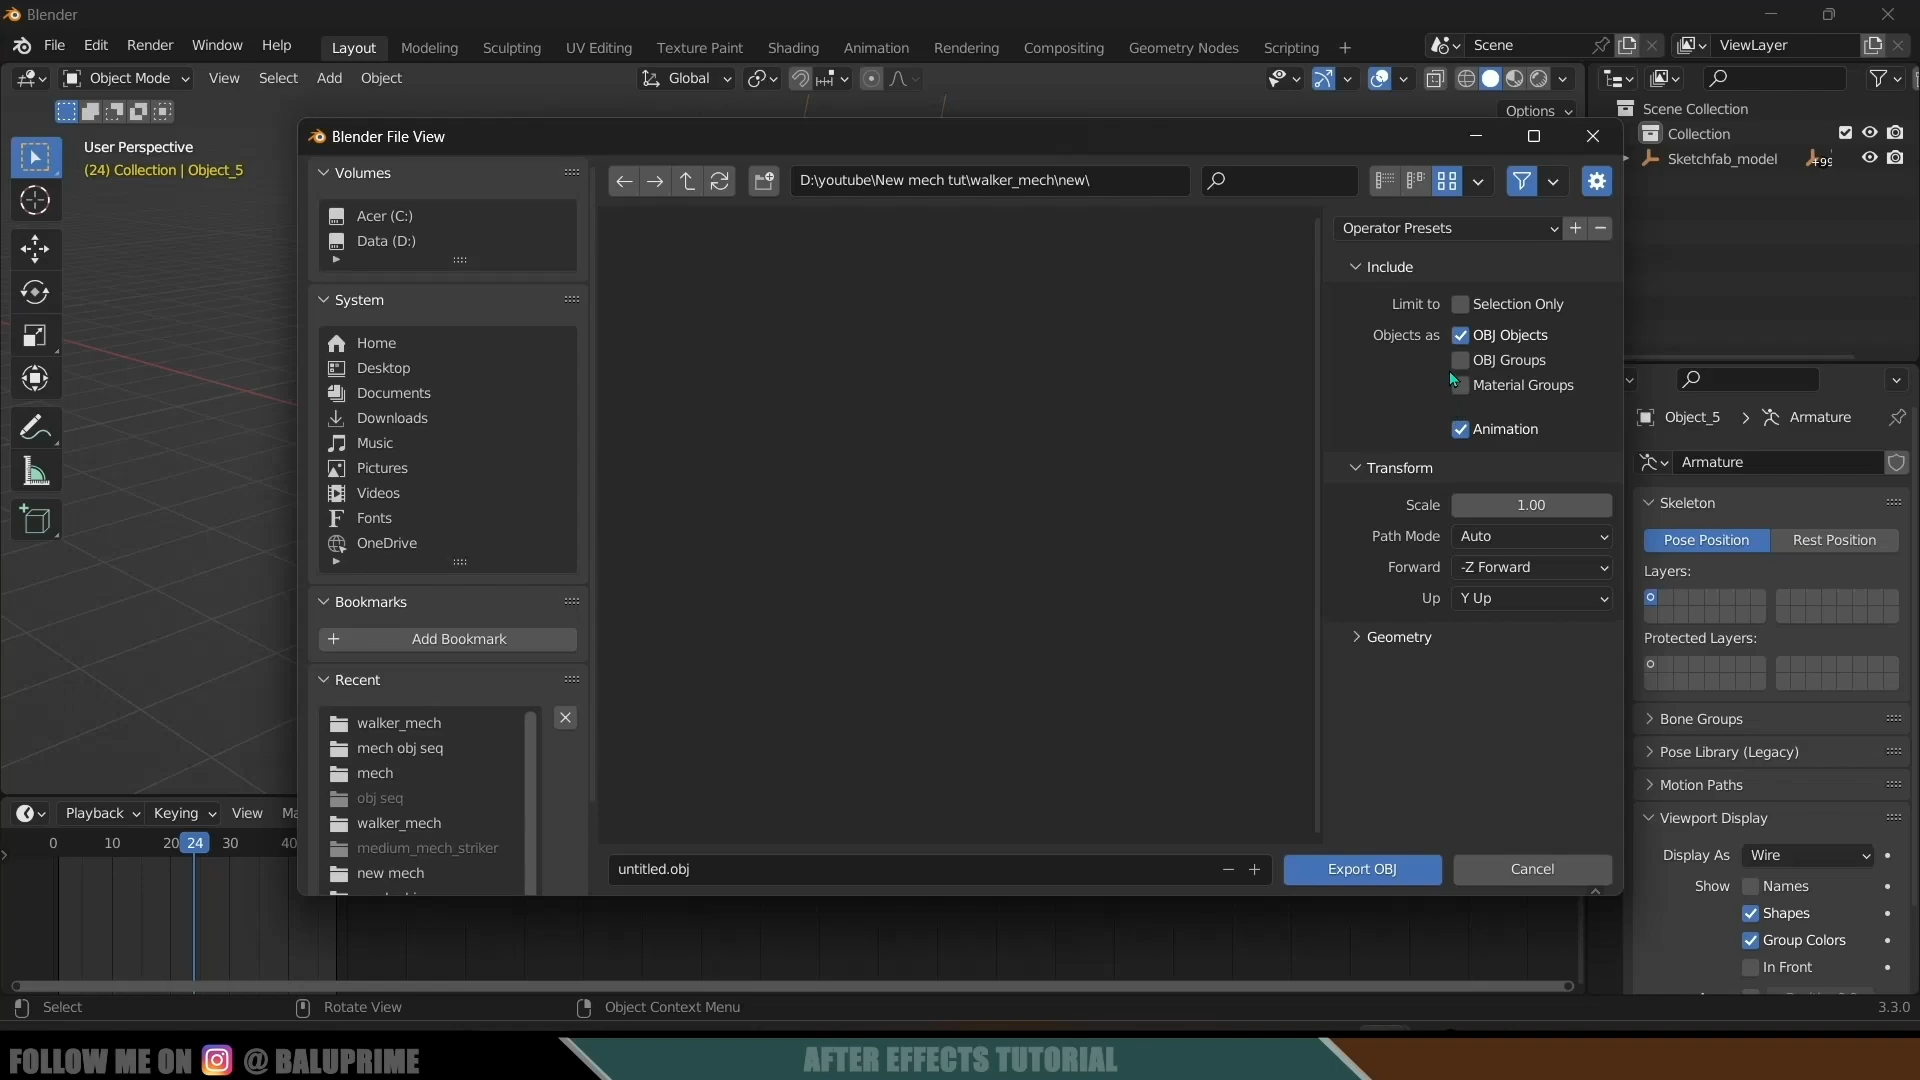 Blender
File Edit Render Window Help Layout Modeling Sculpting UV Editing Texture Paint Shading Animation Rendering Compositing Geometry Nodes Scripting + Scene ViewLayer
Object Mode View Select Add Object Global
Options
User Perspective
(24) Collection | Object_5
Scene Collection
Collection
Sketchfab_model +99
Blender File View
Volumes
Acer (C:)
Data (D:)
System
Home
Desktop
Documents
Downloads
Music
Pictures
Videos
Fonts
OneDrive
Bookmarks
Add Bookmark
Recent
walker_mech
mech obj seq
mech
obj seq
walker_mech
medium_mech_striker
new mech
D:\youtube\New mech tut\walker_mech\new\
Operator Presets
Include
Limit to Selection Only
Objects as OBJ Objects
OBJ Groups
Material Groups
Animation
Transform
Scale 1.00
Path Mode Auto
Forward -Z Forward
Up Y Up
Geometry
untitled.obj
Export OBJ Cancel
Object_5 Armature
Armature
Skeleton
Pose Position Rest Position
Layers:
Protected Layers:
Bone Groups
Pose Library (Legacy)
Motion Paths
Viewport Display
Display As Wire
Show Names
Shapes
Group Colors
In Front
Playback Keying View Ma
0 10 20 24 30 40
Select Rotate View Object Context Menu 3.3.0
FOLLOW ME ON @ BALUPRIME AFTER EFFECTS TUTORIAL